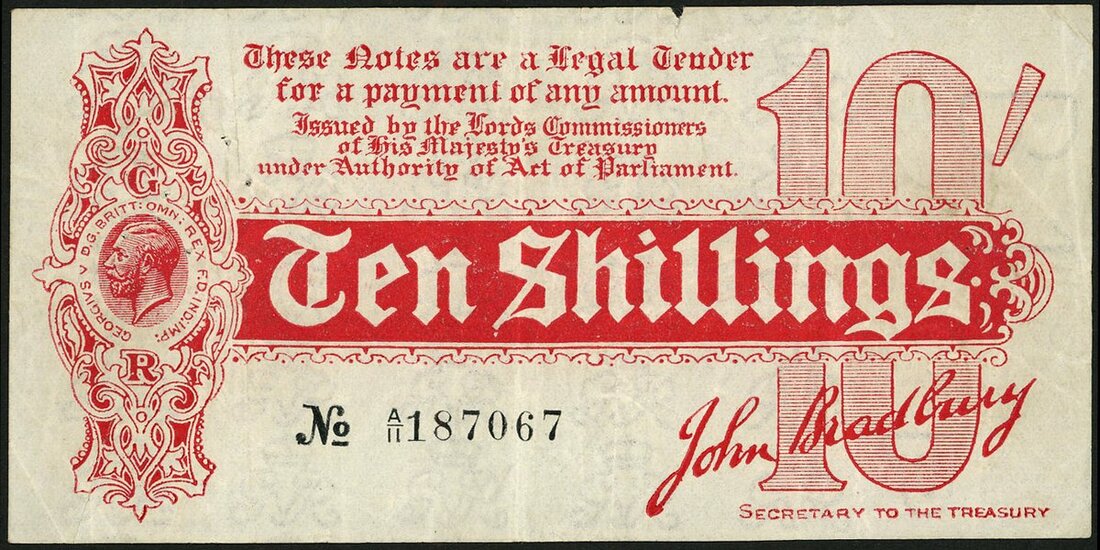 These Notes are a Legal Tender
for a payment of any amount.
Issued by the Lords Commissioners
of His Majesty's Treasury
under Authority of Act of Parliament.
10/
G
GEORGIVS V D.G. BRITT: OMN: REX F.D. IND: IMP:
R
Ten Shillings.
10
No A/11 187067
John Bradbury
SECRETARY TO THE TREASURY